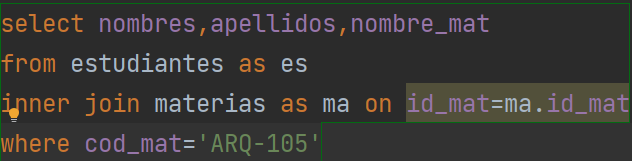 select nombres,apellidos,nombre_mat
from estudiantes as es
inner join materias as ma on id_mat=ma.id_mat
where cod_mat='ARQ-105'